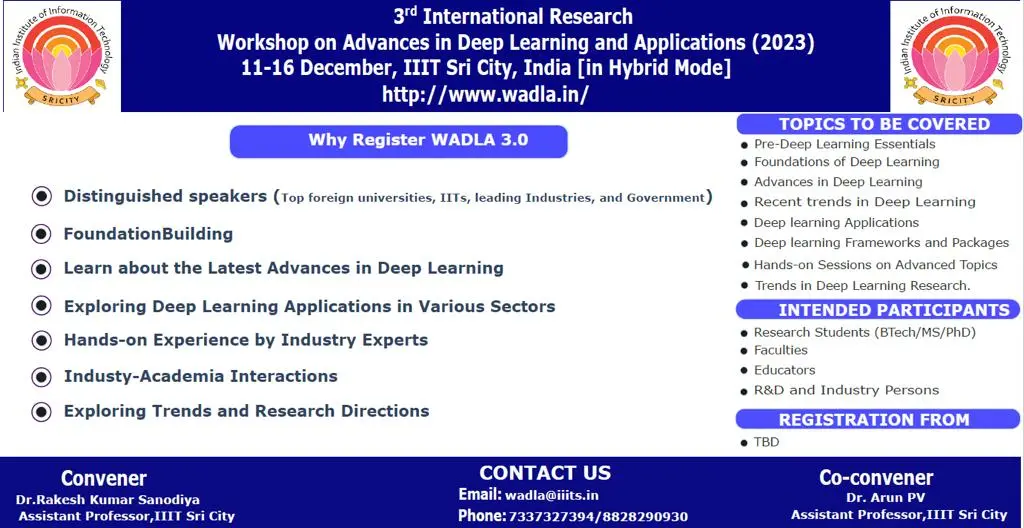 Indian Institute of Information Technology
SRICITY
3rd International Research
Workshop on Advances in Deep Learning and Applications (2023)
11-16 December, IIIT Sri City, India [in Hybrid Mode]
http://www.wadla.in/
Indian Institute of Information Technology
SRICITY
Why Register WADLA 3.0
Distinguished speakers (Top foreign universities, IITs, leading Industries, and Government)
FoundationBuilding
Learn about the Latest Advances in Deep Learning
Exploring Deep Learning Applications in Various Sectors
Hands-on Experience by Industry Experts
Industy-Academia Interactions
Exploring Trends and Research Directions
TOPICS TO BE COVERED
Pre-Deep Learning Essentials
Foundations of Deep Learning
Advances in Deep Learning
Recent trends in Deep Learning
Deep learning Applications
Deep learning Frameworks and Packages
Hands-on Sessions on Advanced Topics
Trends in Deep Learning Research.
INTENDED PARTICIPANTS
Research Students (BTech/MS/PhD)
Faculties
Educators
R&D and Industry Persons
REGISTRATION FROM
TBD
Convener
Dr.Rakesh Kumar Sanodiya
Assistant Professor,IIIT Sri City
CONTACT US
Email: wadla@iiits.in
Phone: 7337327394/8828290930
Co-convener
Dr. Arun PV
Assistant Professor,IIIT Sri City